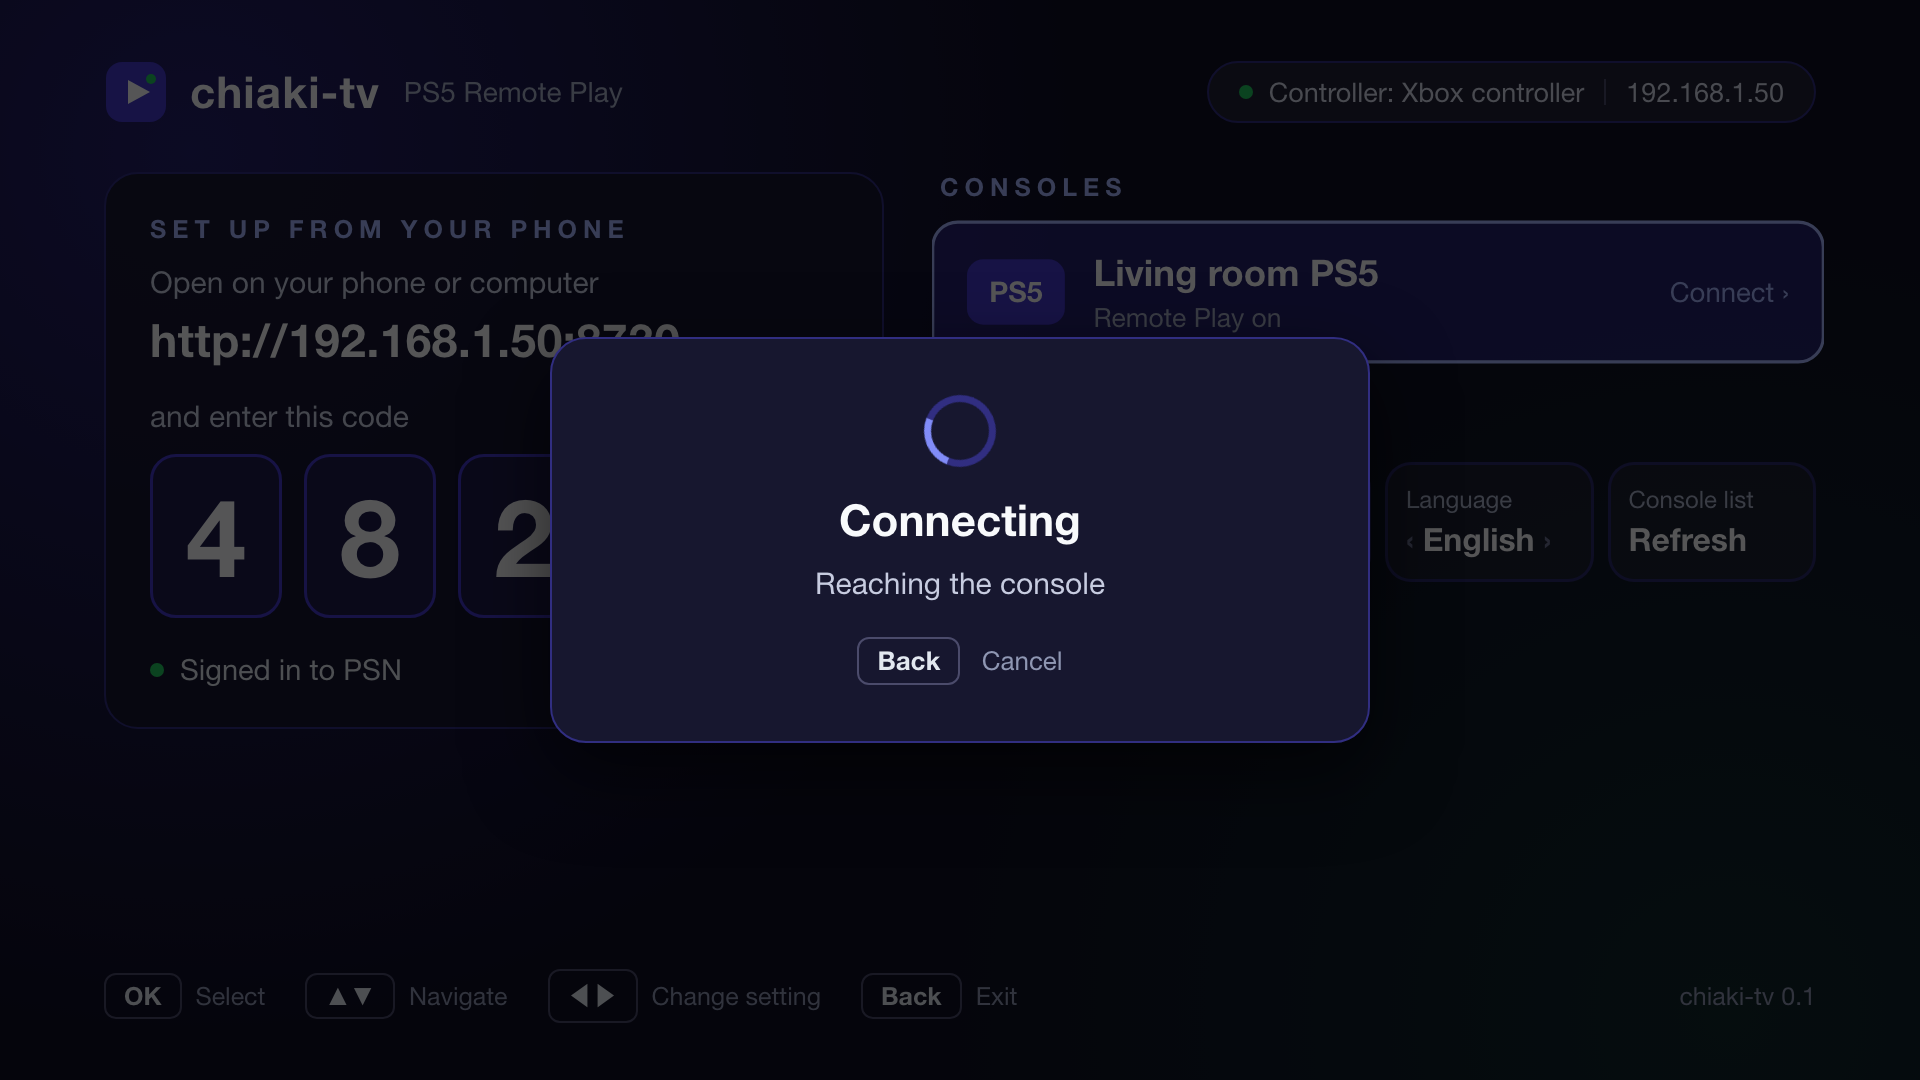 chiaki-tv PS5 Remote Play
Controller: Xbox controller 192.168.1.50
SET UP FROM YOUR PHONE
Open on your phone or computer
http://192.168.1.50:8730
and enter this code
4 8 2
Signed in to PSN
CONSOLES
PS5
Living room PS5
Remote Play on
Connect ›
Language
‹ English ›
Console list
Refresh
Connecting
Reaching the console
Back Cancel
OK Select ▲▼ Navigate ◀▶ Change setting Back Exit
chiaki-tv 0.1